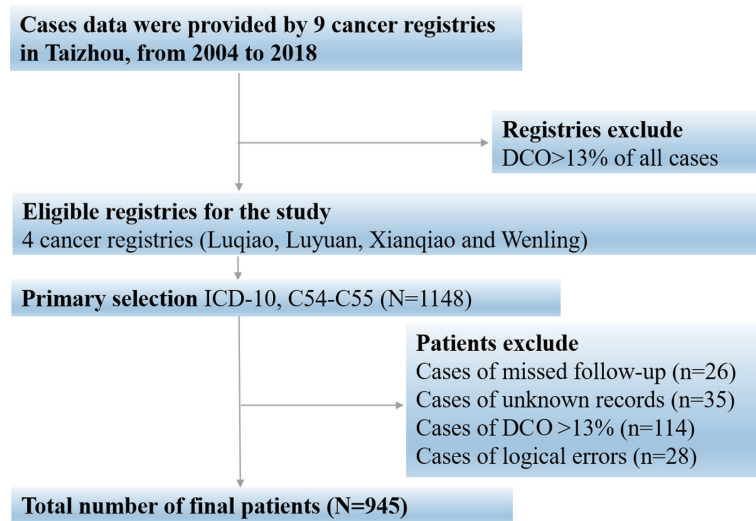 Cases data were provided by 9 cancer registries
in Taizhou, from 2004 to 2018
Registries exclude
DCO>13% of all cases
Eligible registries for the study
4 cancer registries (Luqiao, Luyuan, Xianqiao and Wenling)
Primary selection ICD-10, C54-C55 (N=1148)
Patients exclude
Cases of missed follow-up (n=26)
Cases of unknown records (n=35)
Cases of DCO >13% (n=114)
Cases of logical errors (n=28)
Total number of final patients (N=945)